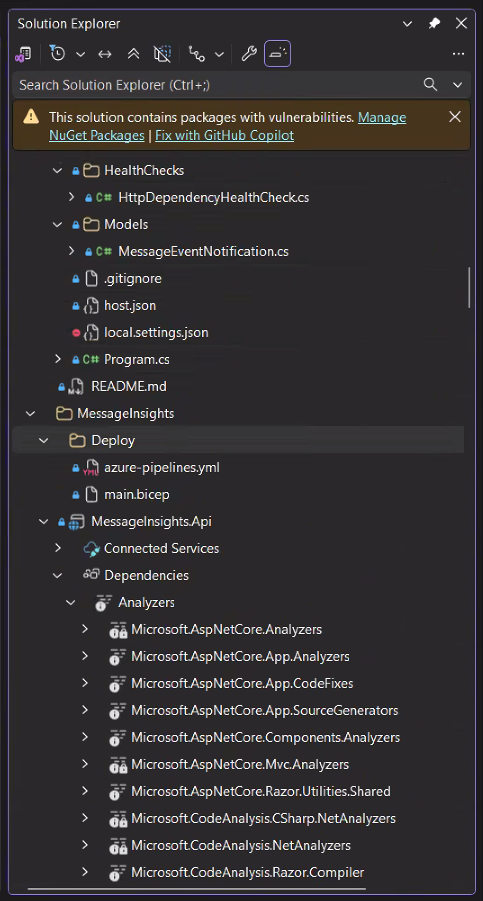 Solution Explorer
Search Solution Explorer (Ctrl+;)
This solution contains packages with vulnerabilities. Manage
NuGet Packages | Fix with GitHub Copilot
HealthChecks
C# HttpDependencyHealthCheck.cs
Models
C# MessageEventNotification.cs
.gitignore
host.json
local.settings.json
C# Program.cs
README.md
MessageInsights
Deploy
YML azure-pipelines.yml
main.bicep
MessageInsights.Api
Connected Services
Dependencies
Analyzers
Microsoft.AspNetCore.Analyzers
Microsoft.AspNetCore.App.Analyzers
Microsoft.AspNetCore.App.CodeFixes
Microsoft.AspNetCore.App.SourceGenerators
Microsoft.AspNetCore.Components.Analyzers
Microsoft.AspNetCore.Mvc.Analyzers
Microsoft.AspNetCore.Razor.Utilities.Shared
Microsoft.CodeAnalysis.CSharp.NetAnalyzers
Microsoft.CodeAnalysis.NetAnalyzers
Microsoft.CodeAnalysis.Razor.Compiler